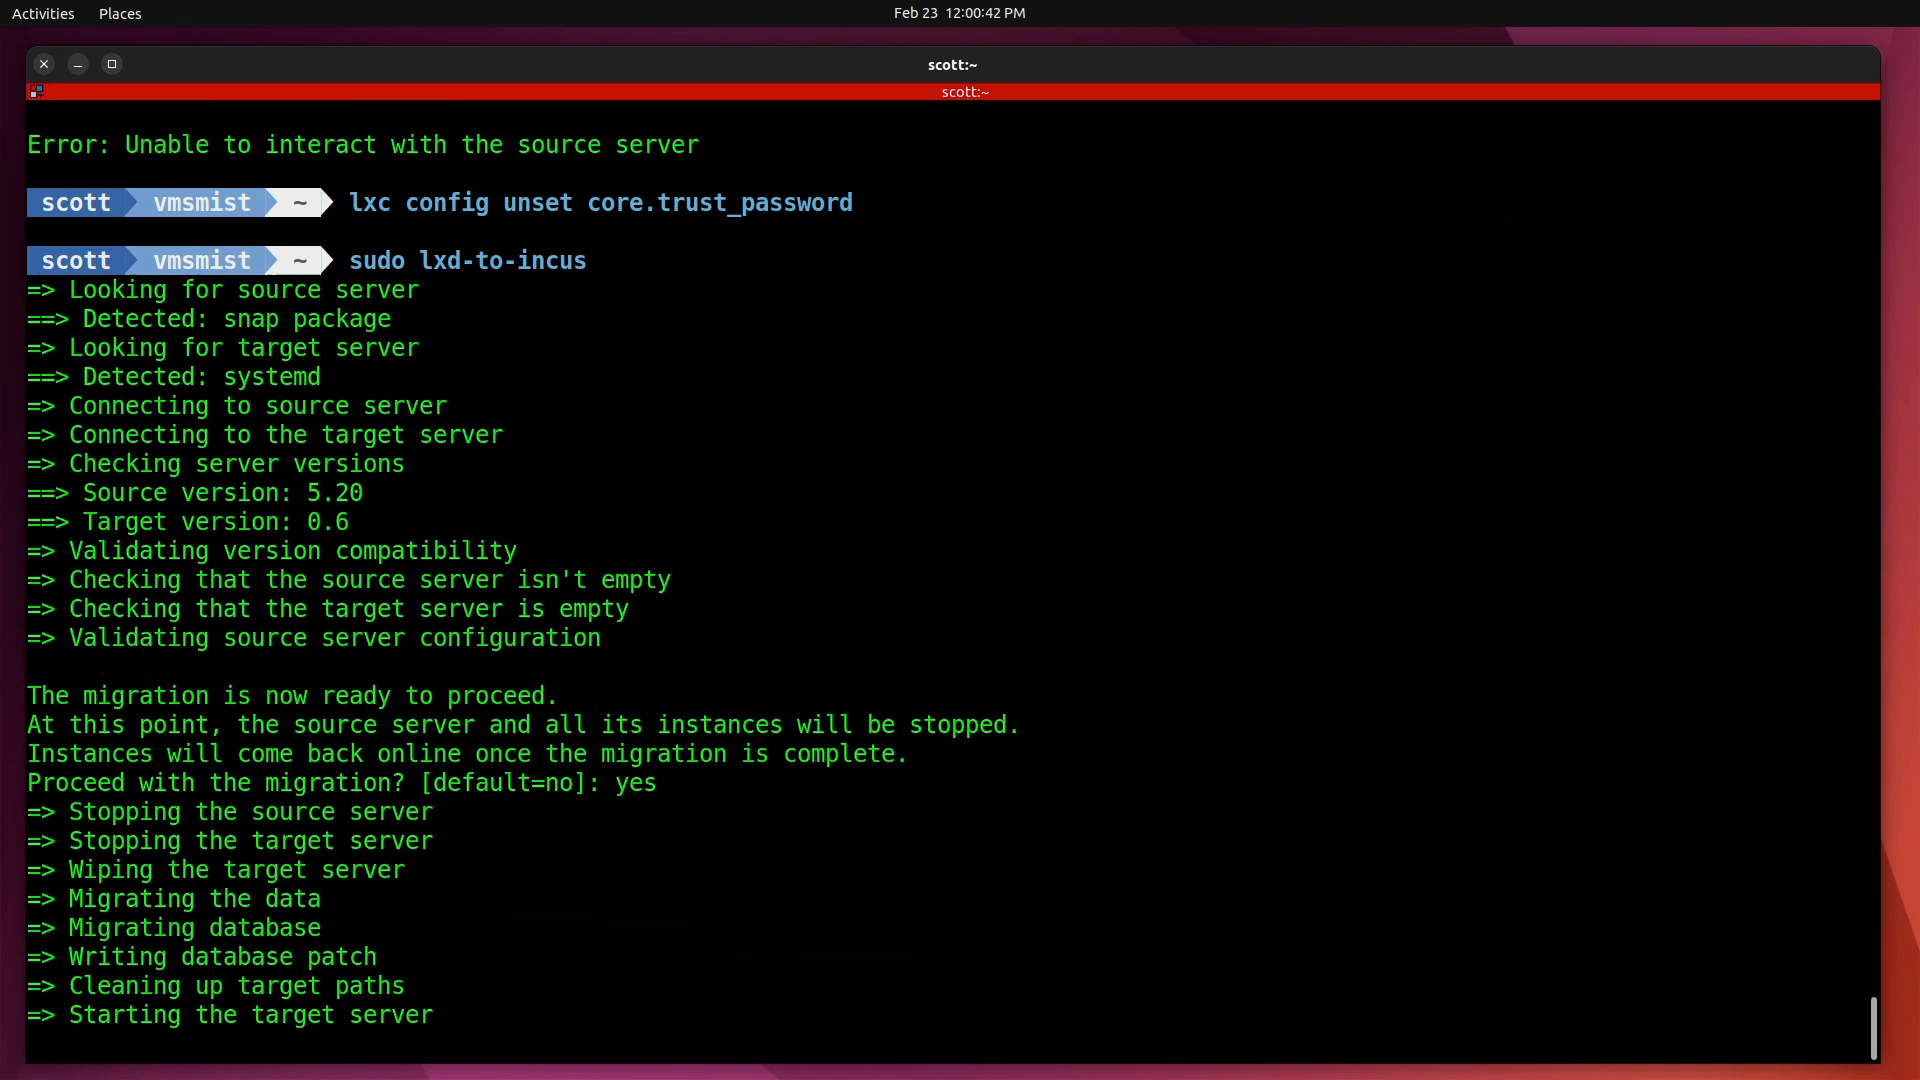 Activities Places Feb 23 12:00:42 PM
scott:~
scott:~
Error: Unable to interact with the source server
scott vmsmist ~ lxc config unset core.trust_password
scott vmsmist ~ sudo lxd-to-incus
=> Looking for source server
==> Detected: snap package
=> Looking for target server
==> Detected: systemd
=> Connecting to source server
=> Connecting to the target server
=> Checking server versions
==> Source version: 5.20
==> Target version: 0.6
=> Validating version compatibility
=> Checking that the source server isn't empty
=> Checking that the target server is empty
=> Validating source server configuration
The migration is now ready to proceed.
At this point, the source server and all its instances will be stopped.
Instances will come back online once the migration is complete.
Proceed with the migration? [default=no]: yes
=> Stopping the source server
=> Stopping the target server
=> Wiping the target server
=> Migrating the data
=> Migrating database
=> Writing database patch
=> Cleaning up target paths
=> Starting the target server